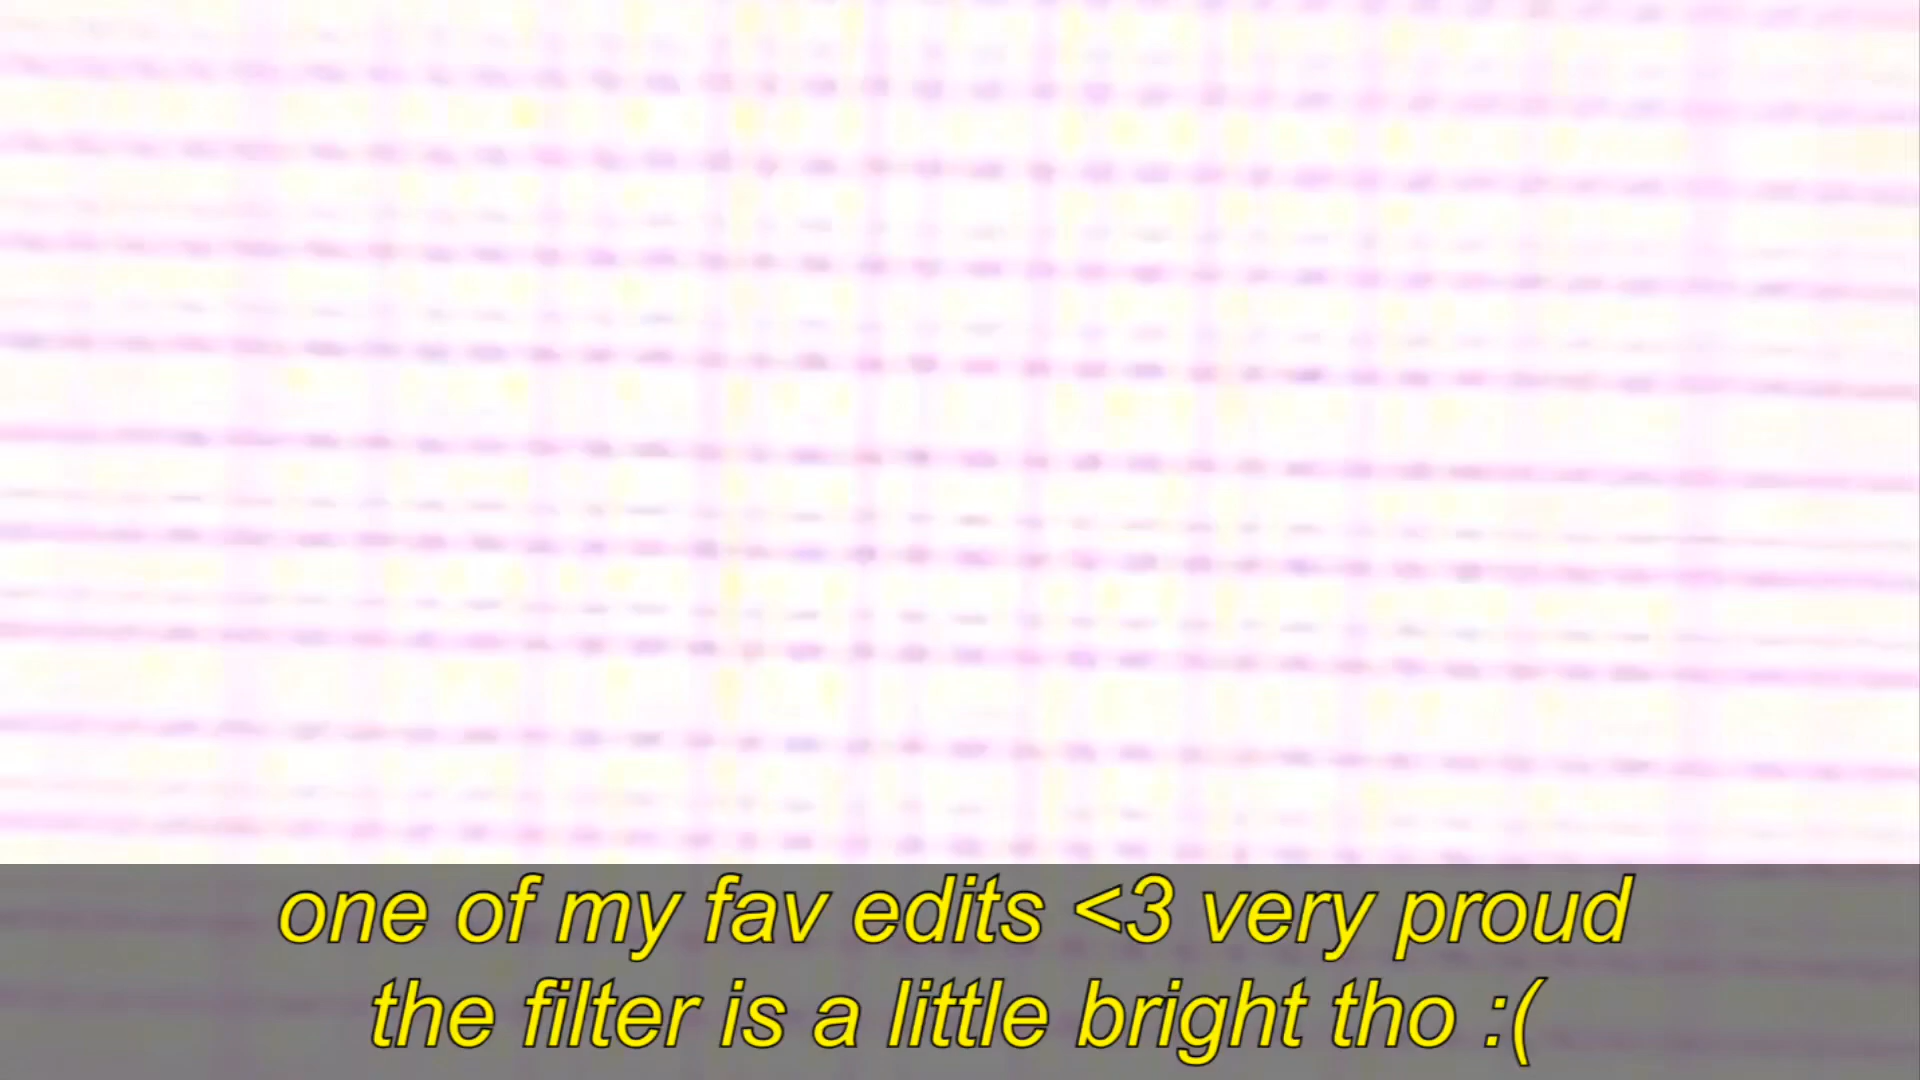 one of my fav edits <3 very proud
the filter is a little bright tho :(